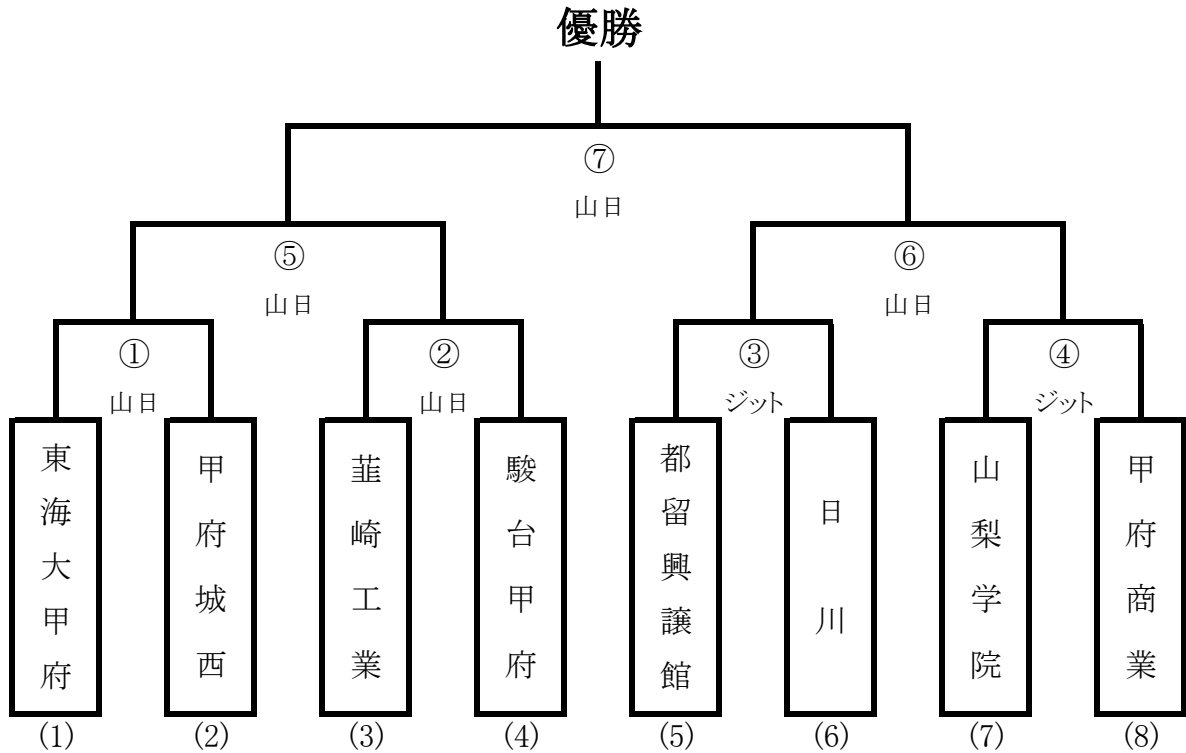 優勝
⑦
山日
⑤
山日
⑥
山日
①
山日
②
山日
③
ジット
④
ジット
東海大甲府
甲府城西
韮崎工業
駿台甲府
都留興譲館
日川
山梨学院
甲府商業
(1)
(2)
(3)
(4)
(5)
(6)
(7)
(8)